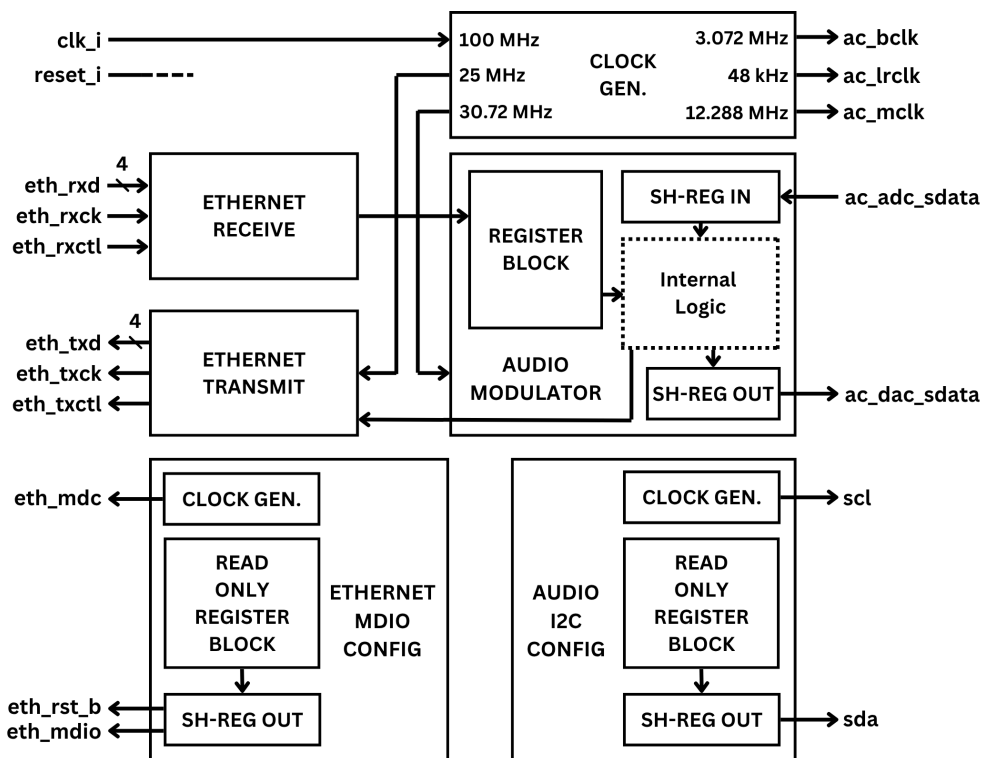 clk_i
reset_i
100 MHz
25 MHz
30.72 MHz
CLOCK
GEN.
3.072 MHz
48 kHz
12.288 MHz
ac_bclk
ac_lrclk
ac_mclk
4
eth_rxd
eth_rxck
eth_rxctl
ETHERNET
RECEIVE
4
eth_txd
eth_txck
eth_txctl
ETHERNET
TRANSMIT
REGISTER
BLOCK
SH-REG IN
Internal
Logic
AUDIO
MODULATOR
SH-REG OUT
ac_adc_sdata
ac_dac_sdata
eth_mdc
CLOCK GEN.
READ
ONLY
REGISTER
BLOCK
ETHERNET
MDIO
CONFIG
eth_rst_b
eth_mdio
SH-REG OUT
AUDIO
I2C
CONFIG
CLOCK GEN.
READ
ONLY
REGISTER
BLOCK
SH-REG OUT
scl
sda